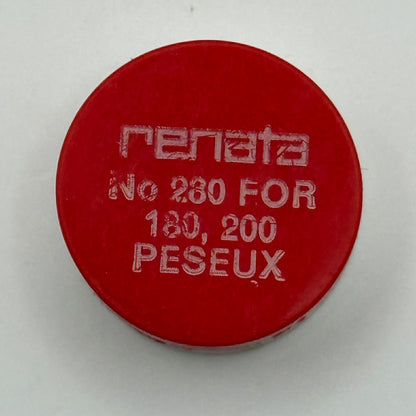 renata
No 280 FOR
180, 200
PESEUX